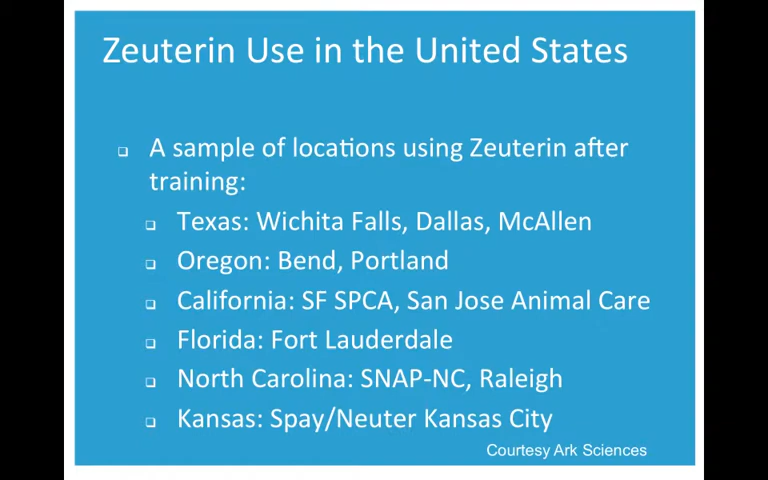 Zeuterin Use in the United States
A sample of locations using Zeuterin after
training:
Texas: Wichita Falls, Dallas, McAllen
Oregon: Bend, Portland
California: SF SPCA, San Jose Animal Care
Florida: Fort Lauderdale
North Carolina: SNAP-NC, Raleigh
Kansas: Spay/Neuter Kansas City
Courtesy Ark Sciences